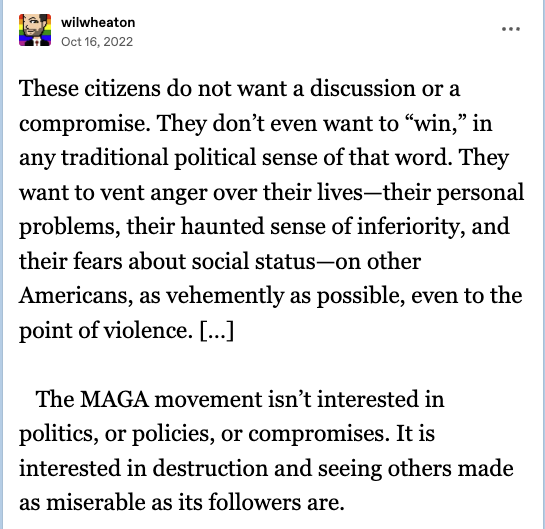 wilwheaton
Oct 16, 2022
These citizens do not want a discussion or a
compromise. They don’t even want to “win,” in
any traditional political sense of that word. They
want to vent anger over their lives—their personal
problems, their haunted sense of inferiority, and
their fears about social status—on other
Americans, as vehemently as possible, even to the
point of violence. [...]
The MAGA movement isn’t interested in
politics, or policies, or compromises. It is
interested in destruction and seeing others made
as miserable as its followers are.